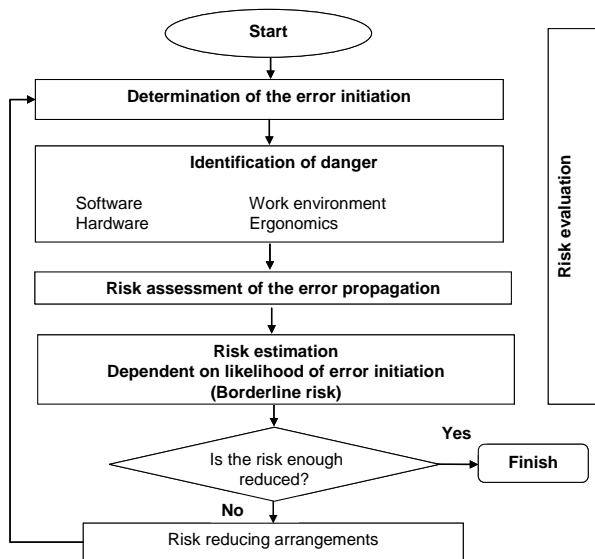 Start
Determination of the error initiation
Identification of danger
Software Work environment
Hardware Ergonomics
Risk assessment of the error propagation
Risk estimation
Dependent on likelihood of error initiation
(Borderline risk)
Is the risk enough
reduced?
Yes
Finish
No
Risk reducing arrangements
Risk evaluation